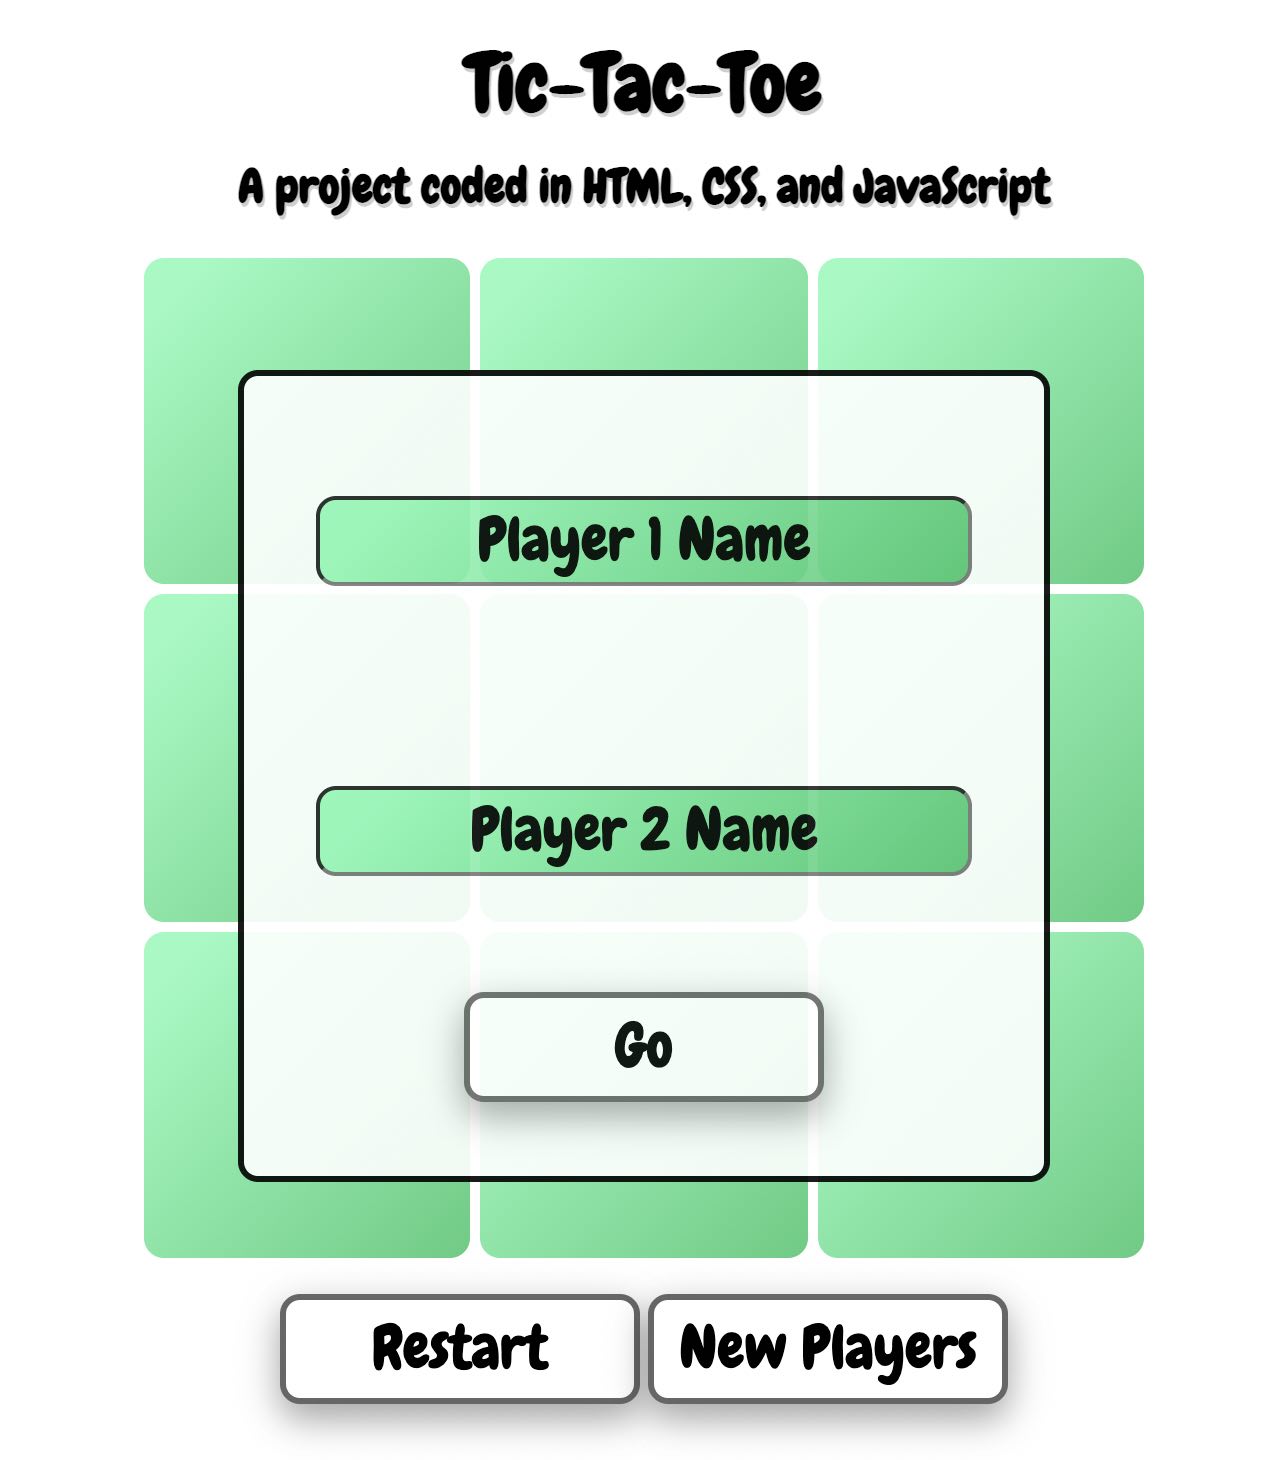 Tic-Tac-Toe
A project coded in HTML, CSS, and JavaScript
Player 1 Name
Player 2 Name
Go
Restart
New Players